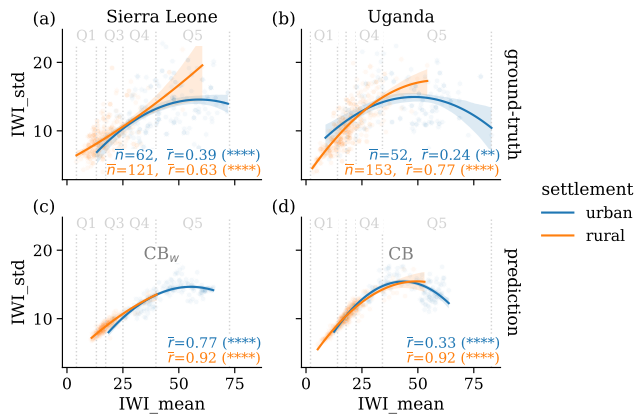 (a) Sierra Leone
(b) Uganda
Q1 Q3 Q4 Q5
Q1 Q4 Q5
20
10
IWI_std
n̅=62, r̅=0.39 (****)
n̅=121, r̅=0.63 (****)
n̅=52, r̅=0.24 (**)
n̅=153, r̅=0.77 (****)
ground-truth
settlement
urban
rural
(c)
(d)
Q1 Q3 Q4 Q5
Q1 Q4 Q5
CBw
CB
20
10
IWI_std
r̅=0.77 (****)
r̅=0.92 (****)
r̅=0.33 (****)
r̅=0.92 (****)
prediction
0 25 50 75
0 25 50 75
IWI_mean
IWI_mean